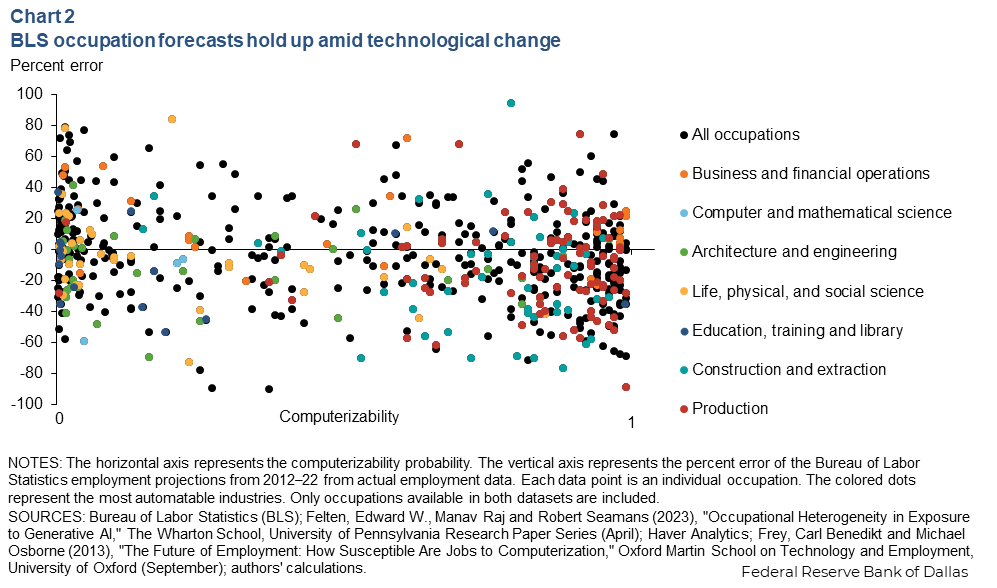 Chart 2
BLS occupation forecasts hold up amid technological change
Percent error
100
80
60
40
20
0
-20
-40
-60
-80
-100
0
Computerizability
1
All occupations
Business and financial operations
Computer and mathematical science
Architecture and engineering
Life, physical, and social science
Education, training and library
Construction and extraction
Production
NOTES: The horizontal axis represents the computerizability probability. The vertical axis represents the percent error of the Bureau of Labor
Statistics employment projections from 2012–22 from actual employment data. Each data point is an individual occupation. The colored dots
represent the most automatable industries. Only occupations available in both datasets are included.
SOURCES: Bureau of Labor Statistics (BLS); Felten, Edward W., Manav Raj and Robert Seamans (2023), "Occupational Heterogeneity in Exposure
to Generative AI," The Wharton School, University of Pennsylvania Research Paper Series (April); Haver Analytics; Frey, Carl Benedikt and Michael
Osborne (2013), "The Future of Employment: How Susceptible Are Jobs to Computerization," Oxford Martin School on Technology and Employment,
University of Oxford (September); authors' calculations.
Federal Reserve Bank of Dallas